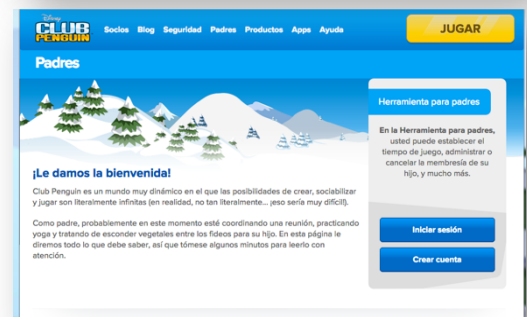 Disney
CLUB
PENGUIN
Socios Blog Seguridad Padres Productos Apps Ayuda
JUGAR
Padres
Herramienta para padres
En la Herramienta para padres,
usted puede establecer el
tiempo de juego, administrar o
cancelar la membresía de su
hijo, y mucho más.
Iniciar sesión
Crear cuenta
¡Le damos la bienvenida!
Club Penguin es un mundo muy dinámico en el que las posibilidades de crear, sociabilizar
y jugar son literalmente infinitas (en realidad, no tan literalmente... ¡eso sería muy difícil).
Como padre, probablemente en este momento esté coordinando una reunión, practicando
yoga y tratando de esconder vegetales entre los fideos para su hijo. En esta página le
diremos todo lo que debe saber, así que tómese algunos minutos para leerlo con
atención.